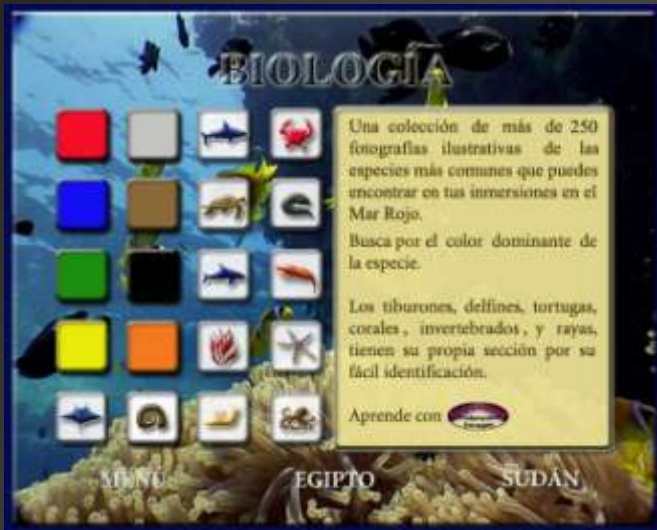 BIOLOGÍA
Una colección de más de 250
fotografías ilustrativas de las
especies más comunes que puedes
encontrar en tus inmersiones en el
Mar Rojo.
Busca por el color dominante de
la especie.
Los tiburones, delfines, tortugas,
corales, invertebrados, y rayas,
tienen su propia sección por su
fácil identificación.
Aprende con
MENÚ
EGIPTO
SUDÁN